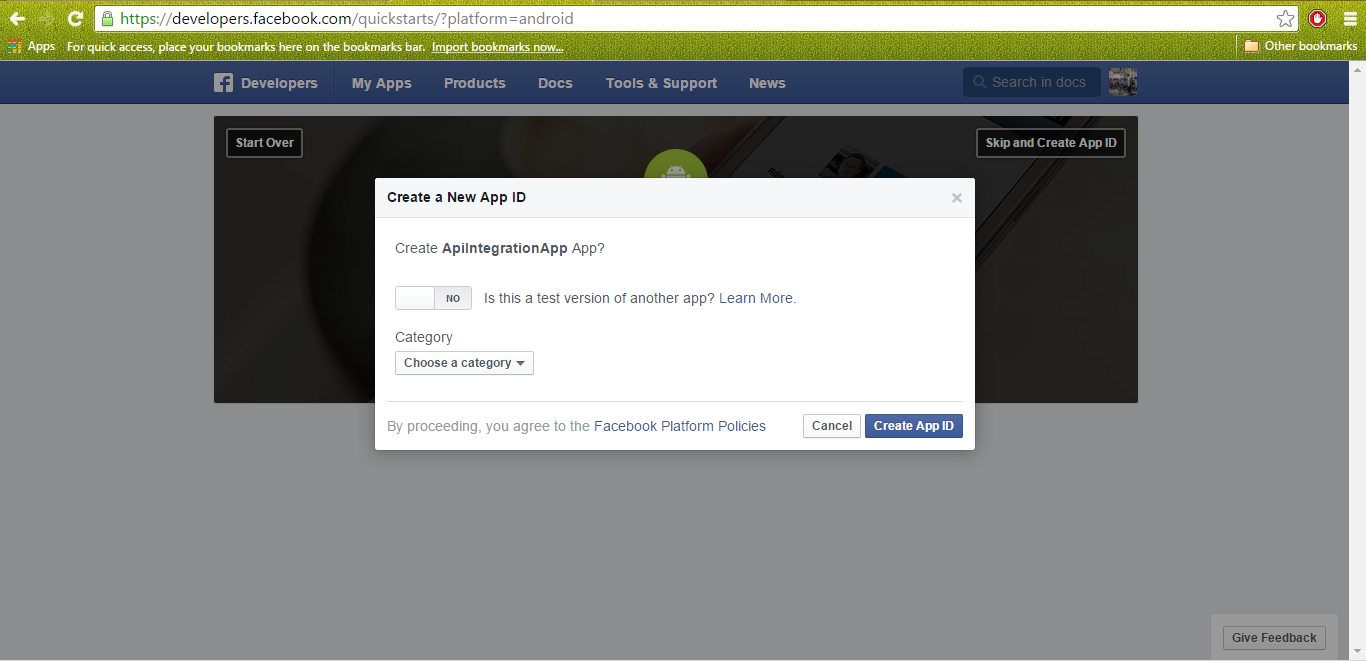 https://developers.facebook.com/quickstarts/?platform=android
Apps For quick access, place your bookmarks here on the bookmarks bar. Import bookmarks now... Other bookmarks
Developers My Apps Products Docs Tools & Support News Search in docs
Start Over Skip and Create App ID
Create a New App ID
Create ApiIntegrationApp App?
NO Is this a test version of another app? Learn More.
Category
Choose a category
By proceeding, you agree to the Facebook Platform Policies Cancel Create App ID
Give Feedback